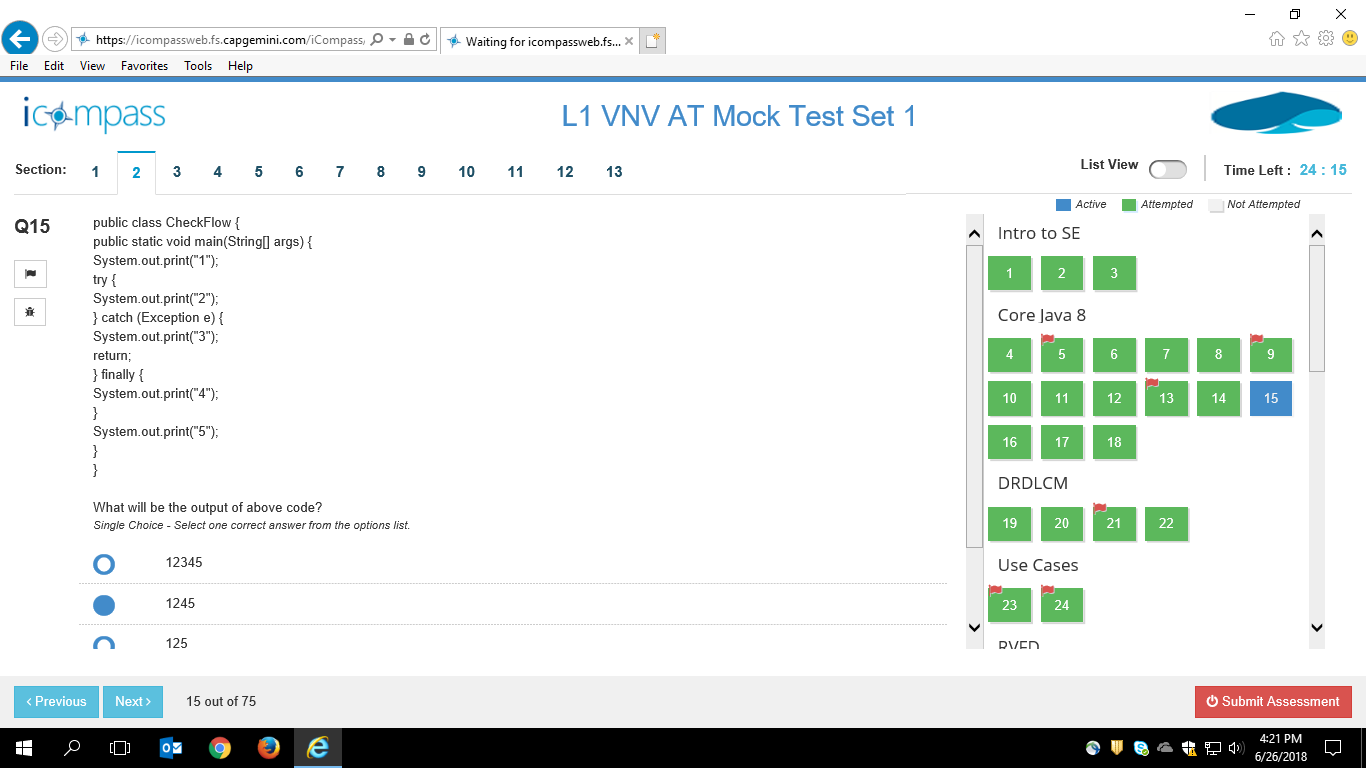 https://icompassweb.fs.capgemini.com/iCompass/
Waiting for icompassweb.fs...
File Edit View Favorites Tools Help
icompass
L1 VNV AT Mock Test Set 1
Section: 1 2 3 4 5 6 7 8 9 10 11 12 13
List View
Time Left : 24 : 15
Active Attempted Not Attempted
Q15
public class CheckFlow {
public static void main(String[] args) {
System.out.print("1");
try {
System.out.print("2");
} catch (Exception e) {
System.out.print("3");
return;
} finally {
System.out.print("4");
}
System.out.print("5");
}
}
What will be the output of above code?
Single Choice - Select one correct answer from the options list.
12345
1245
125
Intro to SE
1 2 3
Core Java 8
4 5 6 7 8 9
10 11 12 13 14 15
16 17 18
DRDLCM
19 20 21 22
Use Cases
23 24
< Previous
Next >
15 out of 75
Submit Assessment
4:21 PM
6/26/2018